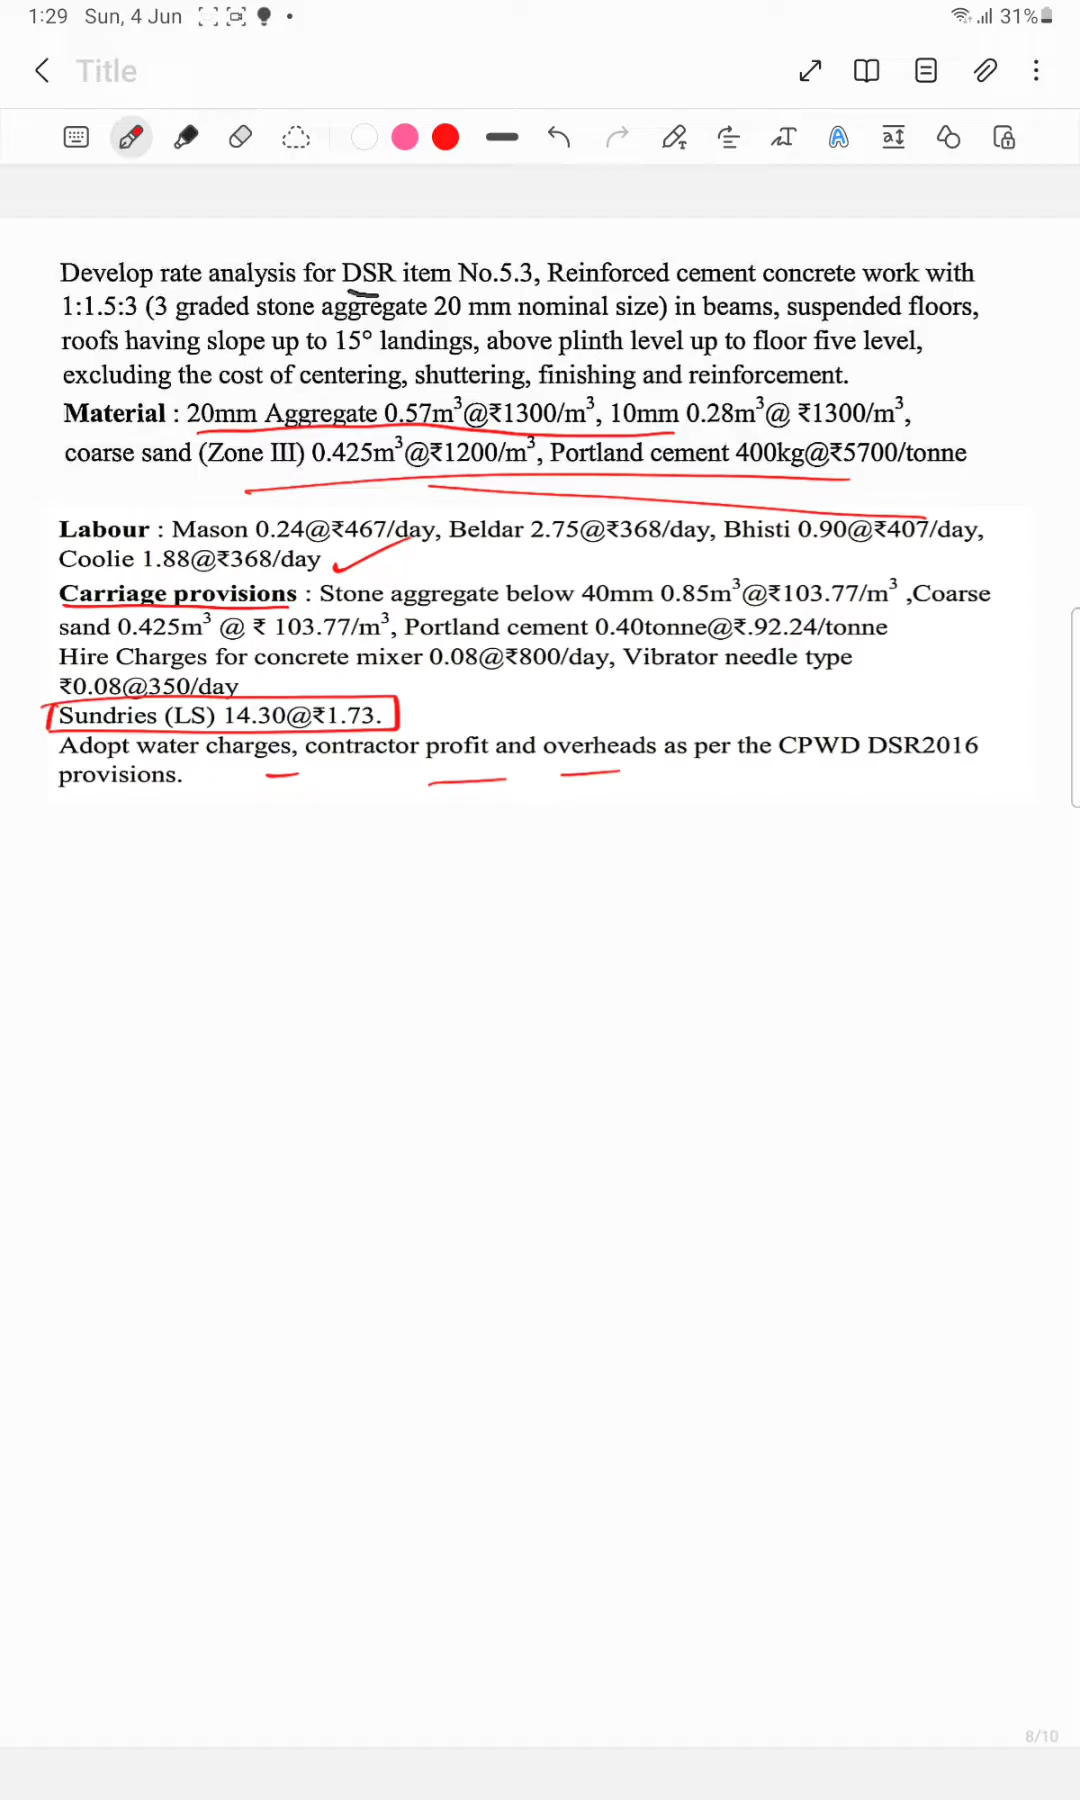 1:29 Sun, 4 Jun 31%
Title
Develop rate analysis for DSR item No.5.3, Reinforced cement concrete work with
1:1.5:3 (3 graded stone aggregate 20 mm nominal size) in beams, suspended floors,
roofs having slope up to 15° landings, above plinth level up to floor five level,
excluding the cost of centering, shuttering, finishing and reinforcement.
Material : 20mm Aggregate 0.57m³@₹1300/m³, 10mm 0.28m³@ ₹1300/m³,
coarse sand (Zone III) 0.425m³@₹1200/m³, Portland cement 400kg@₹5700/tonne
Labour : Mason 0.24@₹467/day, Beldar 2.75@₹368/day, Bhisti 0.90@₹407/day,
Coolie 1.88@₹368/day
Carriage provisions : Stone aggregate below 40mm 0.85m³@₹103.77/m³ ,Coarse
sand 0.425m³ @ ₹ 103.77/m³, Portland cement 0.40tonne@₹.92.24/tonne
Hire Charges for concrete mixer 0.08@₹800/day, Vibrator needle type
₹0.08@350/day
Sundries (LS) 14.30@₹1.73.
Adopt water charges, contractor profit and overheads as per the CPWD DSR2016
provisions.
8/10